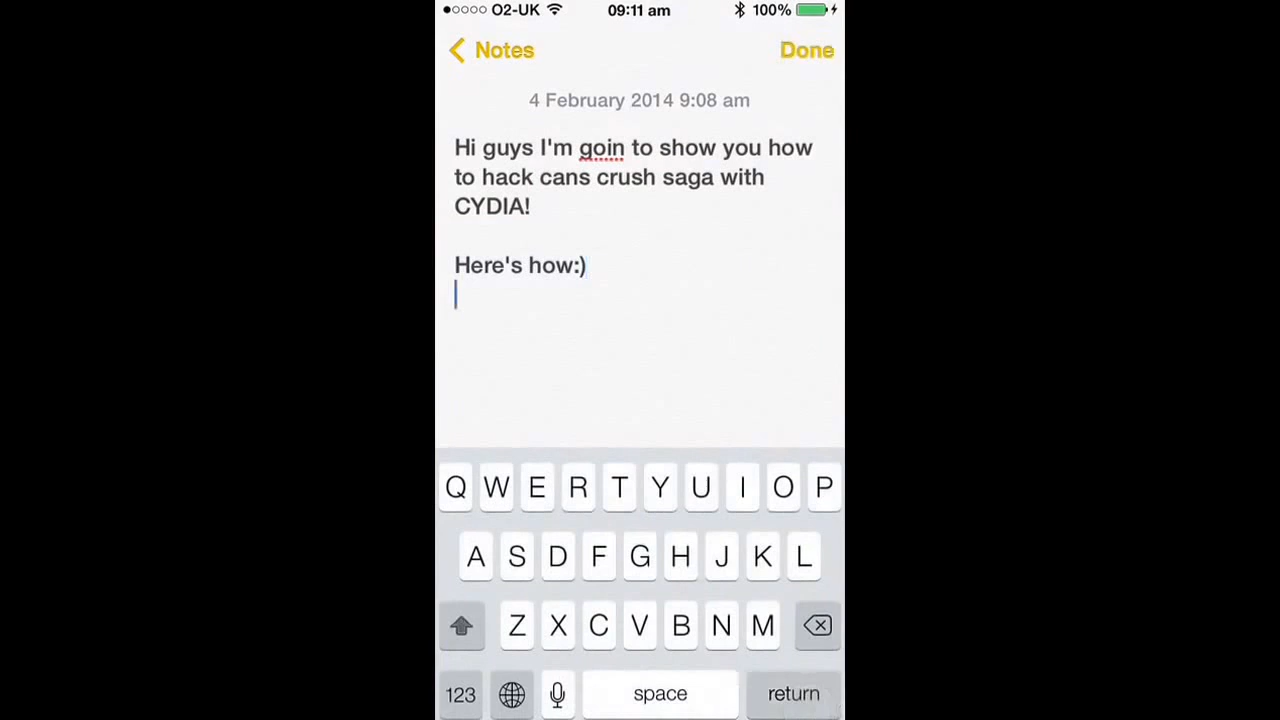 O2-UK 09:11 am 100%
Notes Done
4 February 2014 9:08 am
Hi guys I'm goin to show you how
to hack cans crush saga with
CYDIA!
Here's how:)
Q W E R T Y U I O P
A S D F G H J K L
Z X C V B N M
123 space return